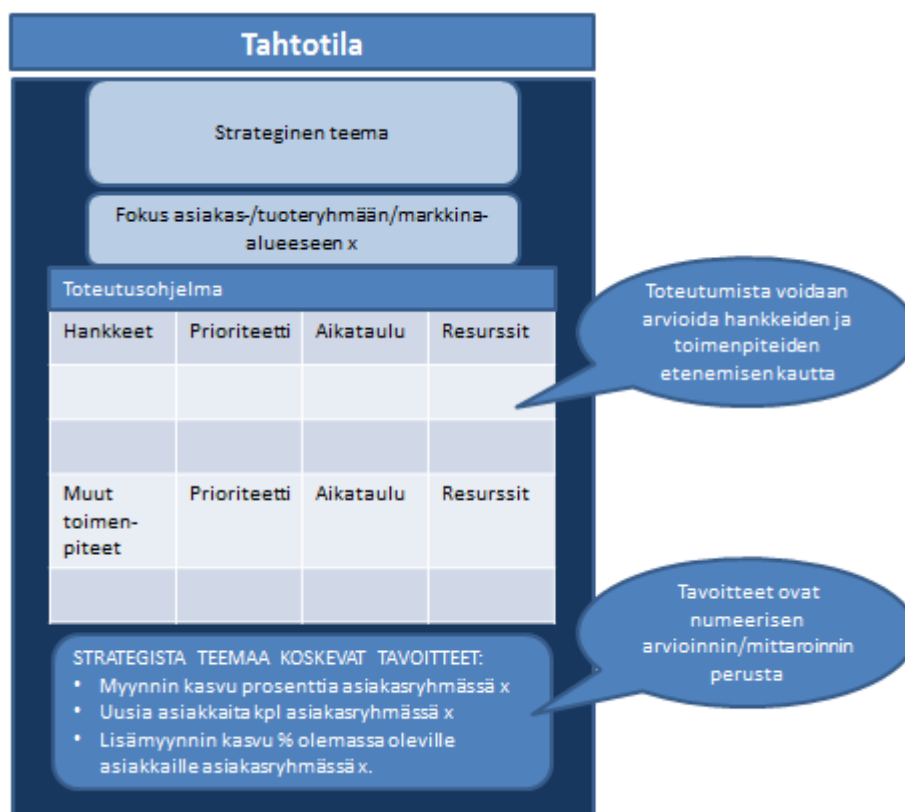 Tahtotila
Strateginen teema
Fokus asiakas-/tuoteryhmään/markkina-
alueeseen x
Toteutusohjelma
Hankkeet Prioriteetti Aikataulu Resurssit
Muut Prioriteetti Aikataulu Resurssit
toimen-
piteet
STRATEGISTA TEEMAA KOSKEVAT TAVOITTEET:
• Myynnin kasvu prosenttia asiakasryhmässä x
• Uusia asiakkaita kpl asiakasryhmässä x
• Lisämyynnin kasvu % olemassa oleville
asiakkaille asiakasryhmässä x.
Toteutumista voidaan
arvioida hankkeiden ja
toimenpiteiden
etenemisen kautta
Tavoitteet ovat
numeerisen
arvioinnin/mittaroinnin
perusta